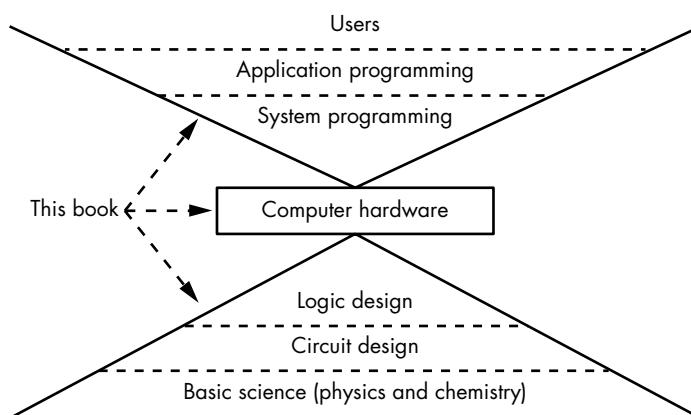 Users
Application programming
System programming
This book
Computer hardware
Logic design
Circuit design
Basic science (physics and chemistry)